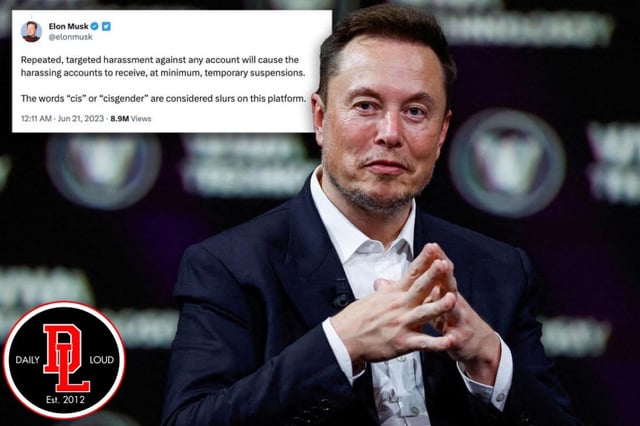 Elon Musk
@elonmusk
Repeated, targeted harassment against any account will cause the
harassing accounts to receive, at minimum, temporary suspensions.
The words “cis” or “cisgender” are considered slurs on this platform.
12:11 AM · Jun 21, 2023 · 8.9M Views
DAILY DL LOUD
Est. 2012